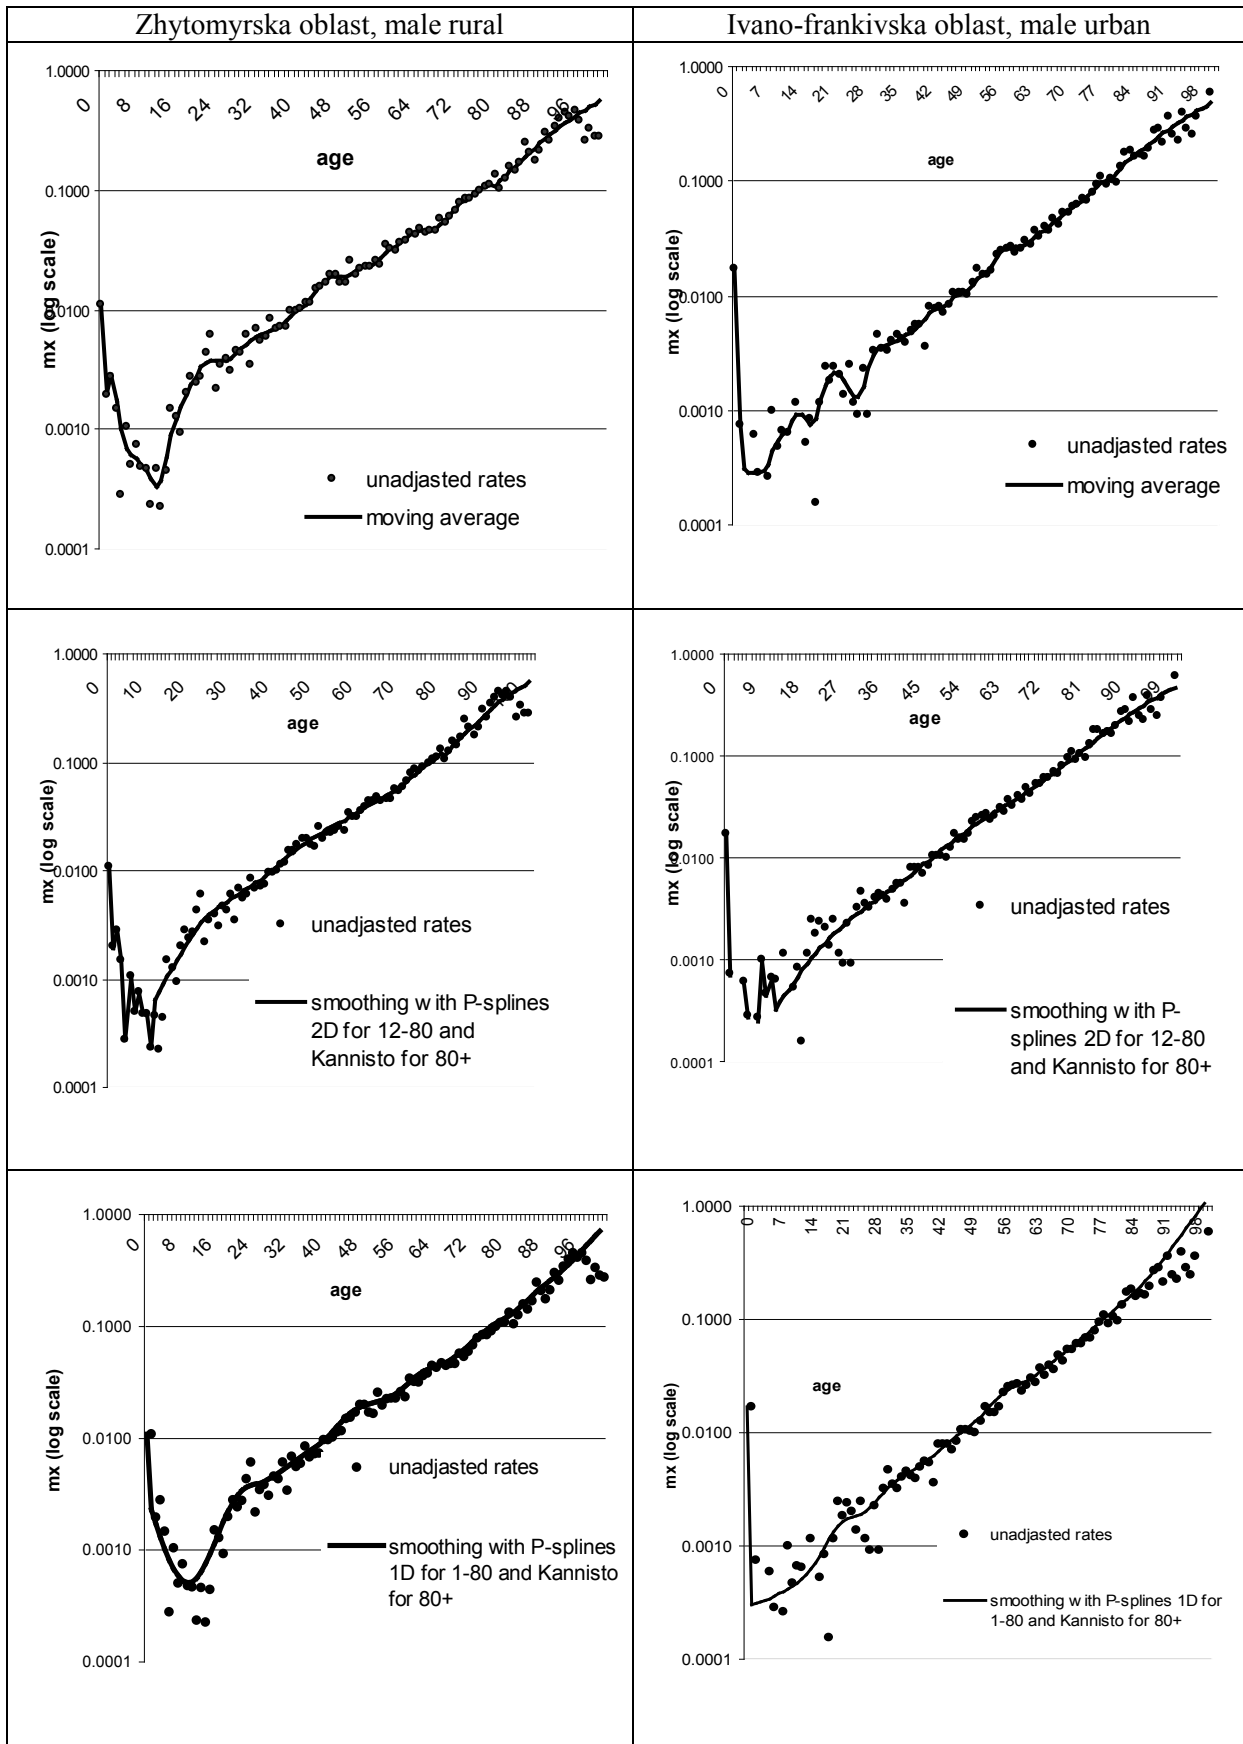 Zhytomyrska oblast, male rural
Ivano-frankivska oblast, male urban
1.0000
0.1000
0.0100
0.0010
0.0001
0 8 16 24 32 40 48 56 64 72 80 88 96
age
mx (log scale)
unadjasted rates
moving average
1.0000
0.1000
0.0100
0.0010
0.0001
0 7 14 21 28 35 42 49 56 63 70 77 84 91 98
age
mx (log scale)
unadjasted rates
moving average
1.0000
0.1000
0.0100
0.0010
0.0001
0 10 20 30 40 50 60 70 80 90
age
mx (log scale)
unadjasted rates
smoothing with P-splines
2D for 12-80 and
Kannisto for 80+
1.0000
0.1000
0.0100
0.0010
0.0001
0 9 18 27 36 45 54 63 72 81 90 99
age
mx (log scale)
unadjasted rates
smoothing with P-
splines 2D for 12-80
and Kannisto for 80+
1.0000
0.1000
0.0100
0.0010
0.0001
0 8 16 24 32 40 48 56 64 72 80 88 96
age
mx (log scale)
unadjasted rates
smoothing with P-splines
1D for 1-80 and Kannisto
for 80+
1.0000
0.1000
0.0100
0.0010
0.0001
0 7 14 21 28 35 42 49 56 63 70 77 84 91 98
age
mx (log scale)
unadjasted rates
smoothing with P-splines 1D for
1-80 and Kannisto for 80+